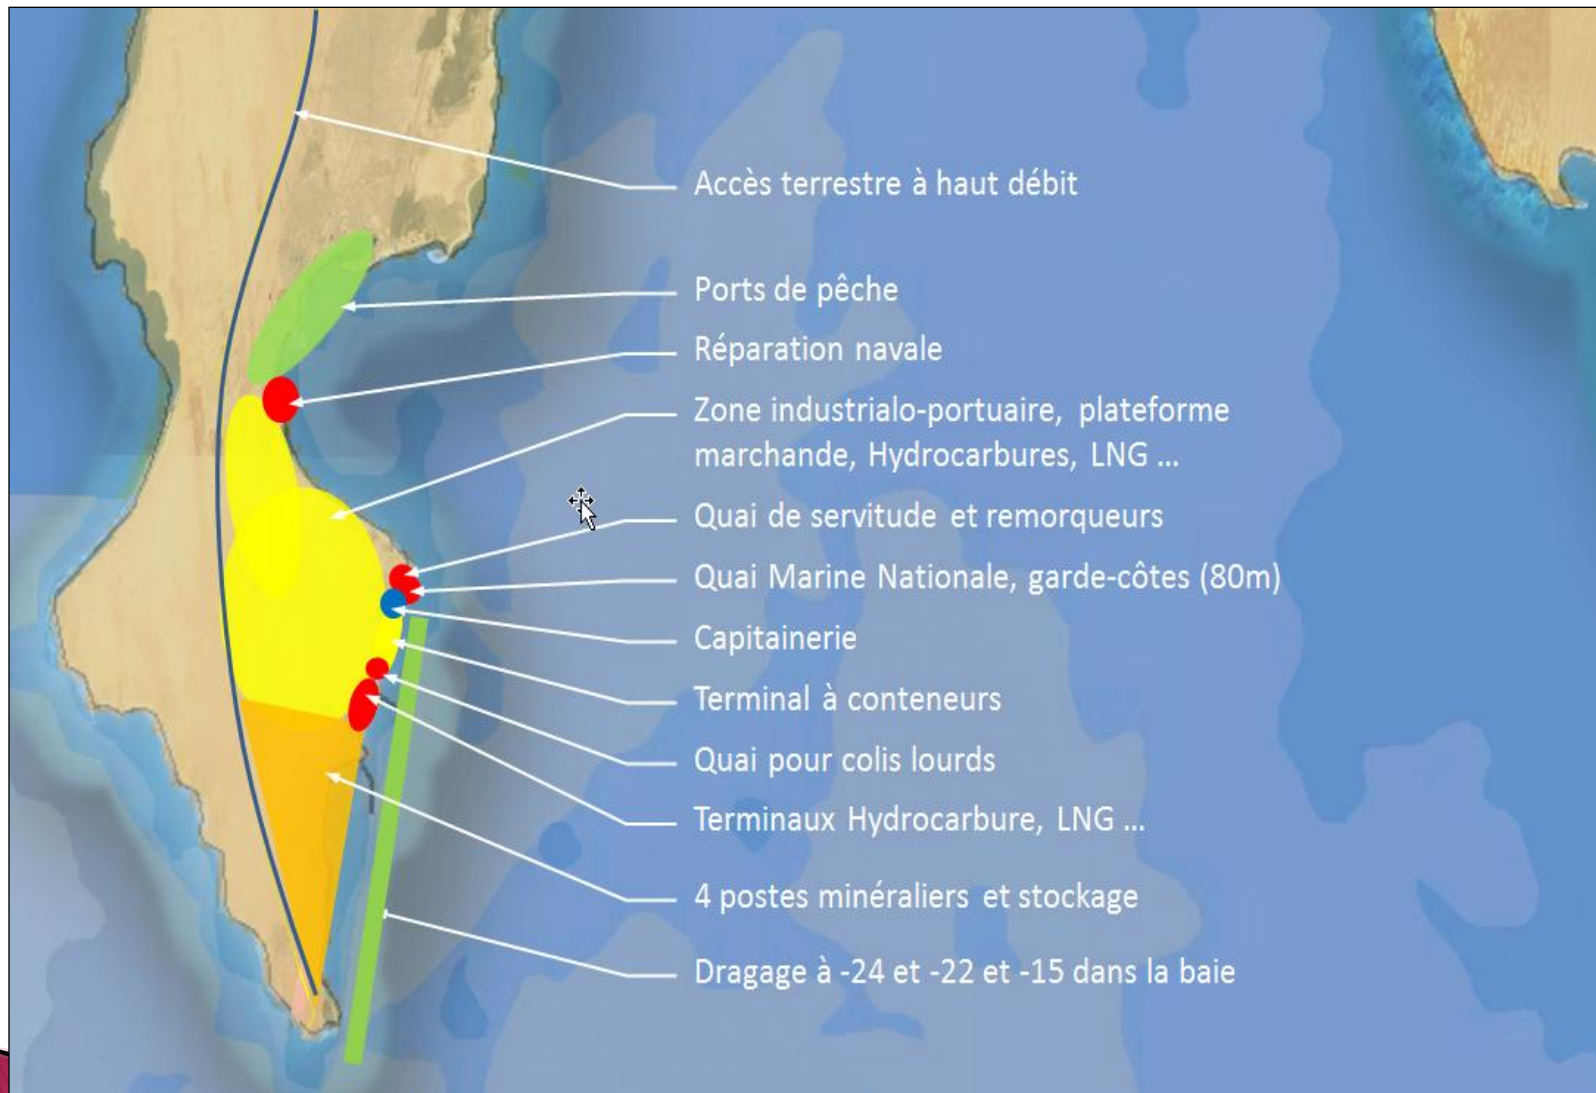 Accès terrestre à haut débit
Ports de pêche
Réparation navale
Zone industrialo-portuaire, plateforme
marchande, Hydrocarbures, LNG ...
Quai de servitude et remorqueurs
Quai Marine Nationale, garde-côtes (80m)
Capitainerie
Terminal à conteneurs
Quai pour colis lourds
Terminaux Hydrocarbure, LNG ...
4 postes minéraliers et stockage
Dragage à -24 et -22 et -15 dans la baie